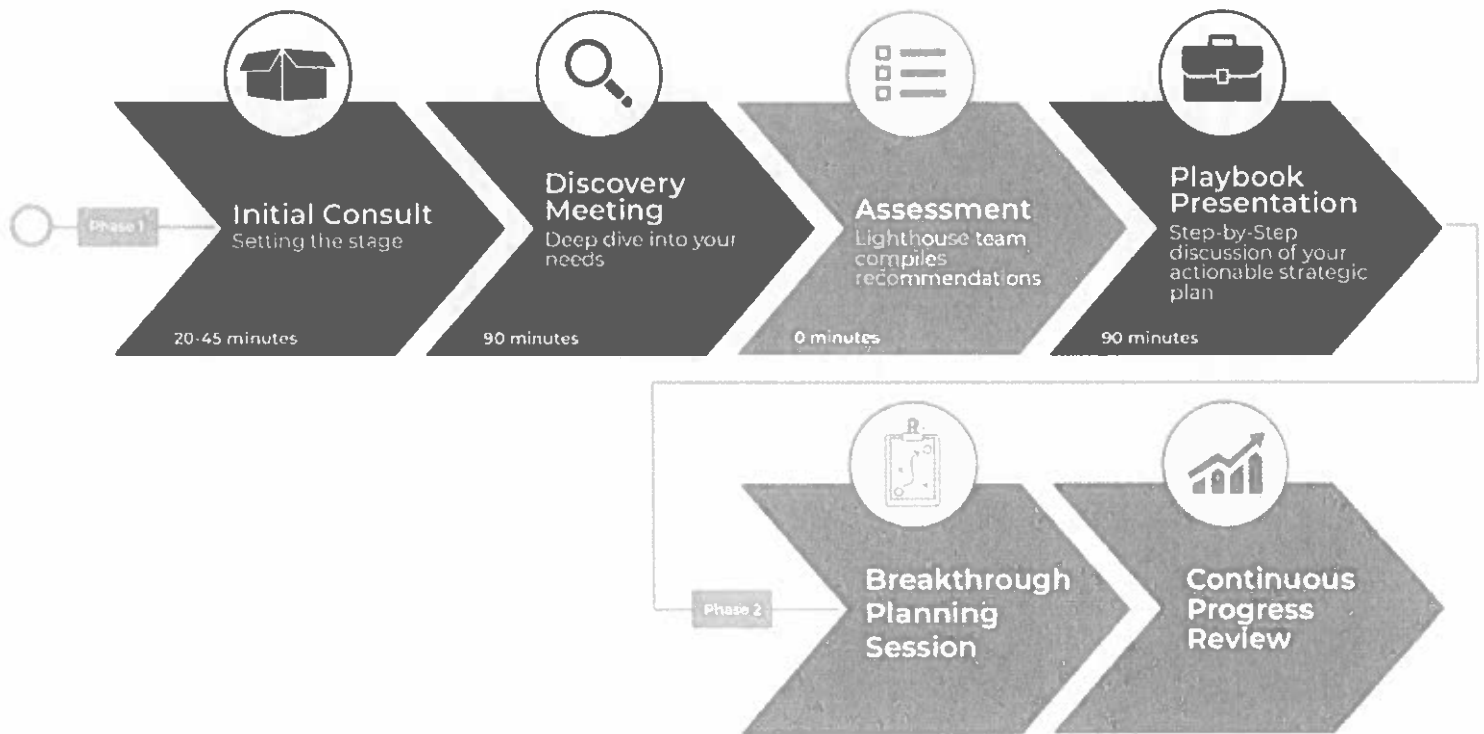 Phase 1
Initial Consult
Setting the stage
20-45 minutes
Discovery
Meeting
Deep dive into your
needs
90 minutes
Assessment
Lighthouse team
compiles
recommendations
0 minutes
Playbook
Presentation
Step-by-Step
discussion of your
actionable strategic
plan
90 minutes
Phase 2
Breakthrough
Planning
Session
Continuous
Progress
Review